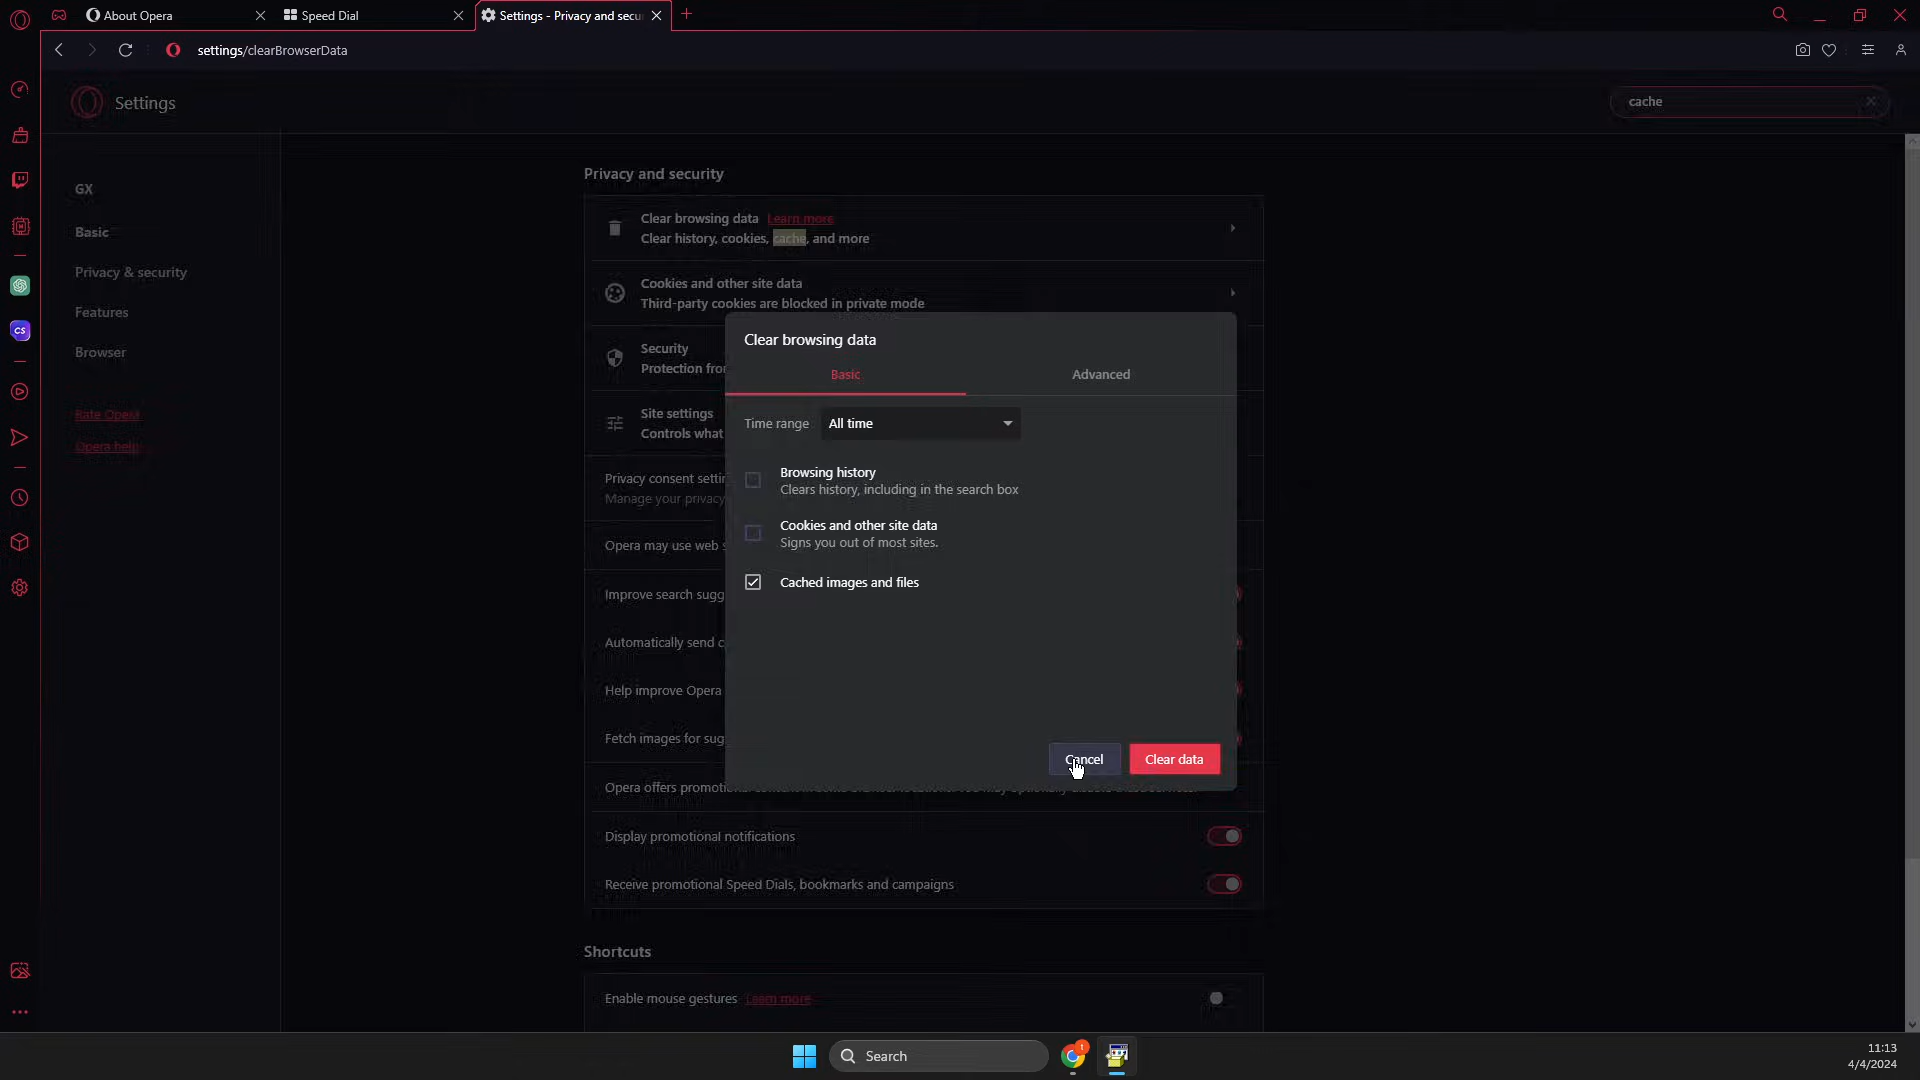 About Opera
Speed Dial
Settings - Privacy and secu
settings/clearBrowserData
Settings
cache
GX
Basic
Privacy & security
Features
Browser
Rate Opera
Opera help
CS
Privacy and security
Clear browsing data Learn more
Clear history, cookies, cache, and more
Cookies and other site data
Third-party cookies are blocked in private mode
Security
Protection from
Site settings
Controls what
Privacy consent settin
Manage your privacy
Opera may use web s
Improve search sugg
Automatically send c
Help improve Opera
Fetch images for sug
Opera offers promoti
Display promotional notifications
Receive promotional Speed Dials, bookmarks and campaigns
Shortcuts
Enable mouse gestures Learn more
Clear browsing data
Basic
Advanced
Time range
All time
Browsing history
Clears history, including in the search box
Cookies and other site data
Signs you out of most sites.
Cached images and files
Cancel
Clear data
Search
11:13
4/4/2024